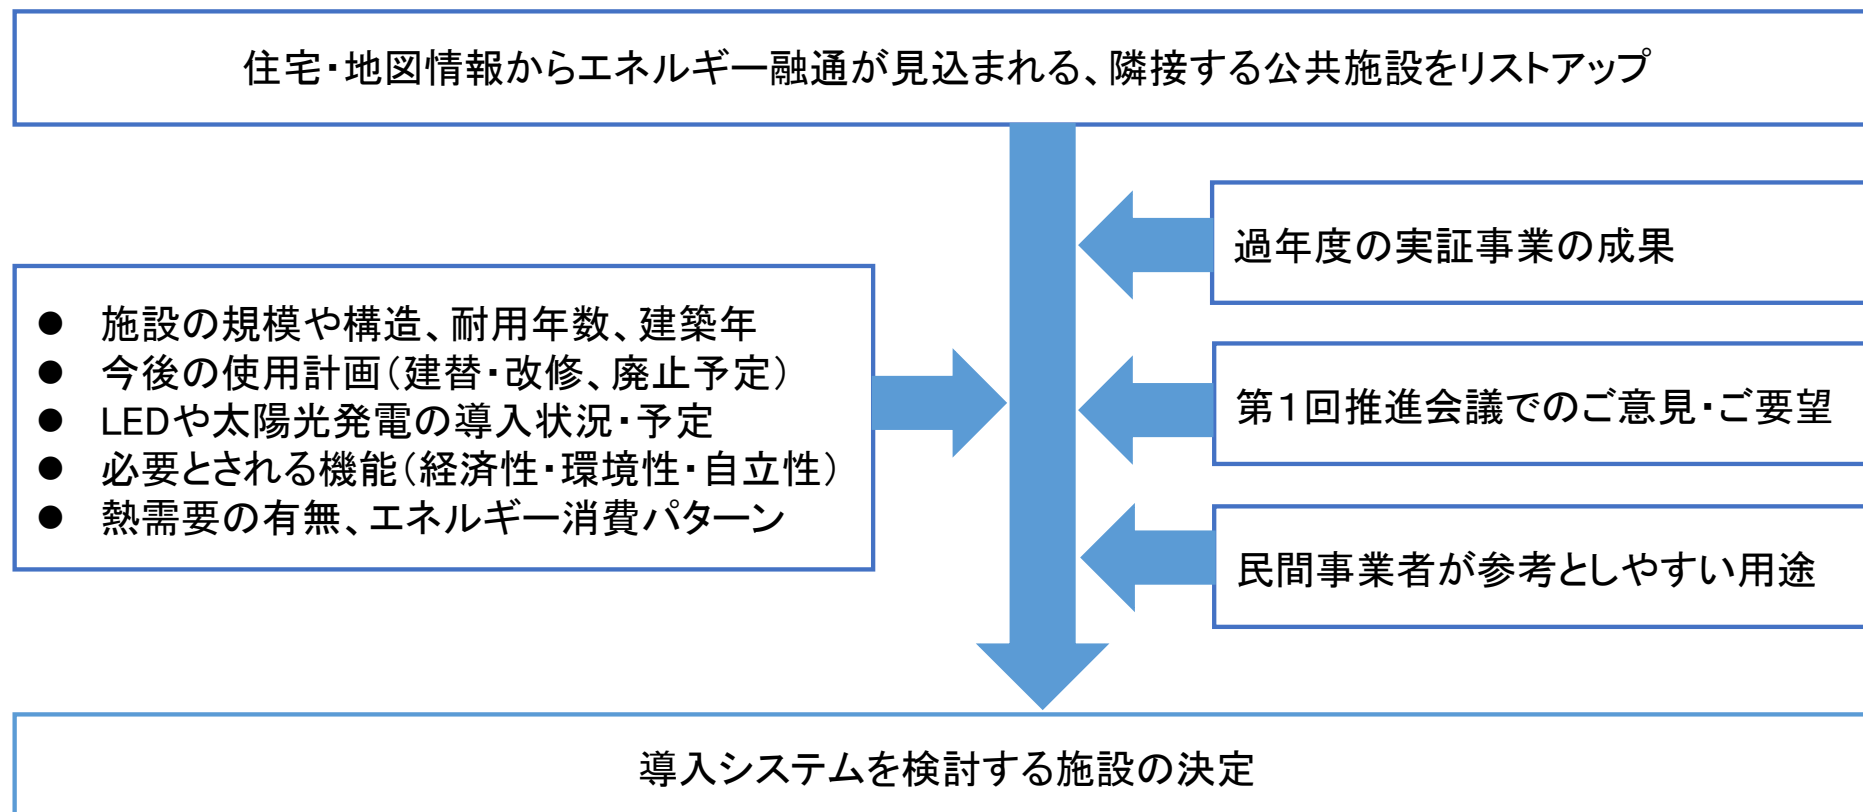 住宅・地図情報からエネルギー融通が見込まれる、隣接する公共施設をリストアップ
過年度の実証事業の成果
● 施設の規模や構造、耐用年数、建築年
● 今後の使用計画（建替・改修、廃止予定）
● LEDや太陽光発電の導入状況・予定
● 必要とされる機能（経済性・環境性・自立性）
● 熱需要の有無、エネルギー消費パターン
第１回推進会議でのご意見・ご要望
民間事業者が参考としやすい用途
導入システムを検討する施設の決定